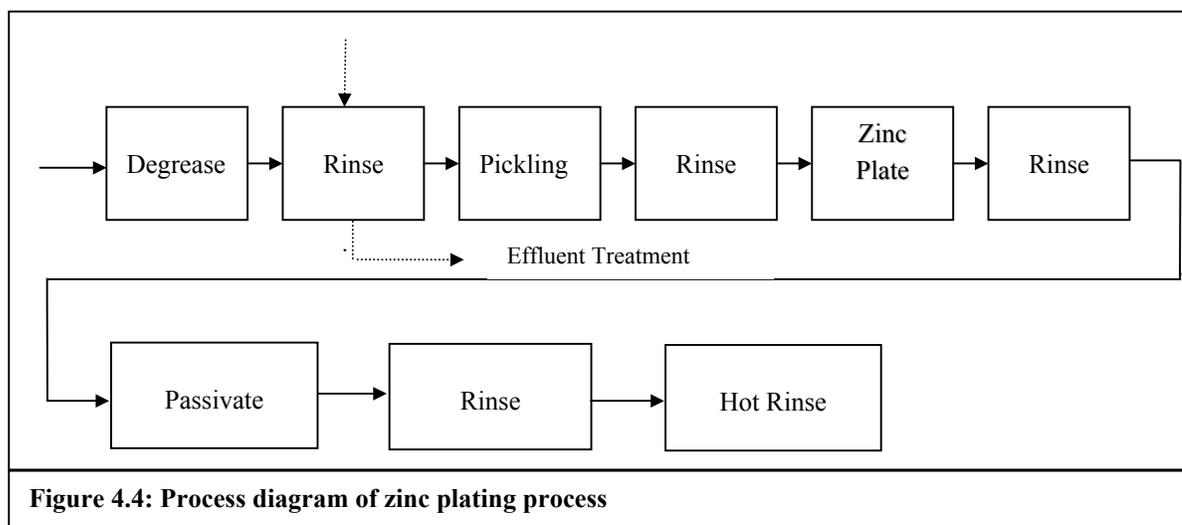 Degrease
Rinse
Pickling
Rinse
Zinc
Plate
Rinse
Effluent Treatment
Passivate
Rinse
Hot Rinse
Figure 4.4: Process diagram of zinc plating process